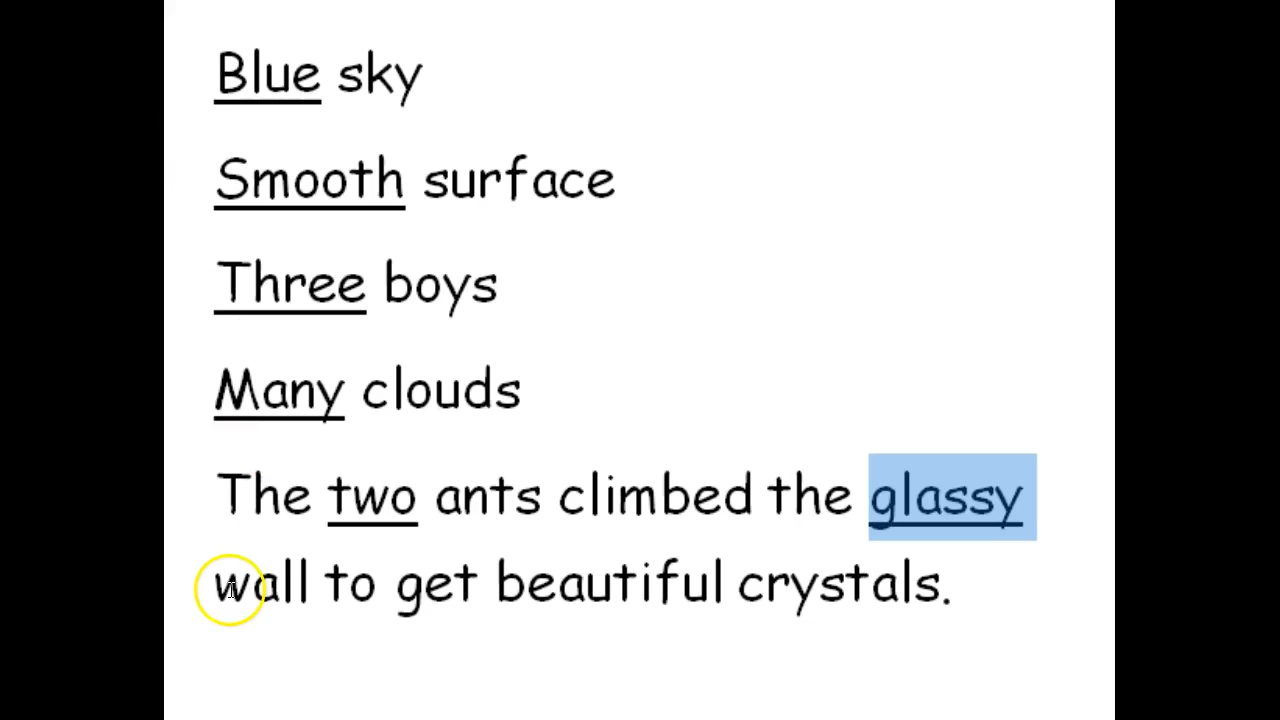 Blue sky
Smooth surface
Three boys
Many clouds
The two ants climbed the glassy
wall to get beautiful crystals.